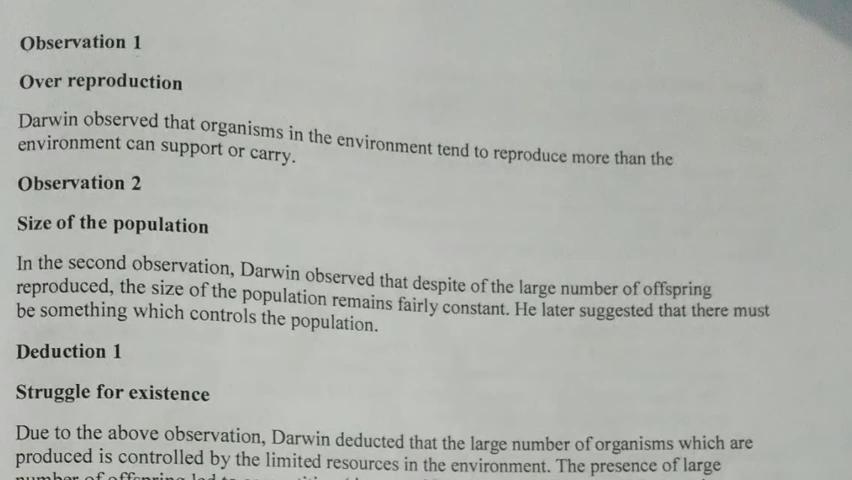 Observation 1
Over reproduction
Darwin observed that organisms in the environment tend to reproduce more than the
environment can support or carry.
Observation 2
Size of the population
In the second observation, Darwin observed that despite of the large number of offspring
reproduced, the size of the population remains fairly constant. He later suggested that there must
be something which controls the population.
Deduction 1
Struggle for existence
Due to the above observation, Darwin deducted that the large number of organisms which are
produced is controlled by the limited resources in the environment. The presence of large
number of offspring led to